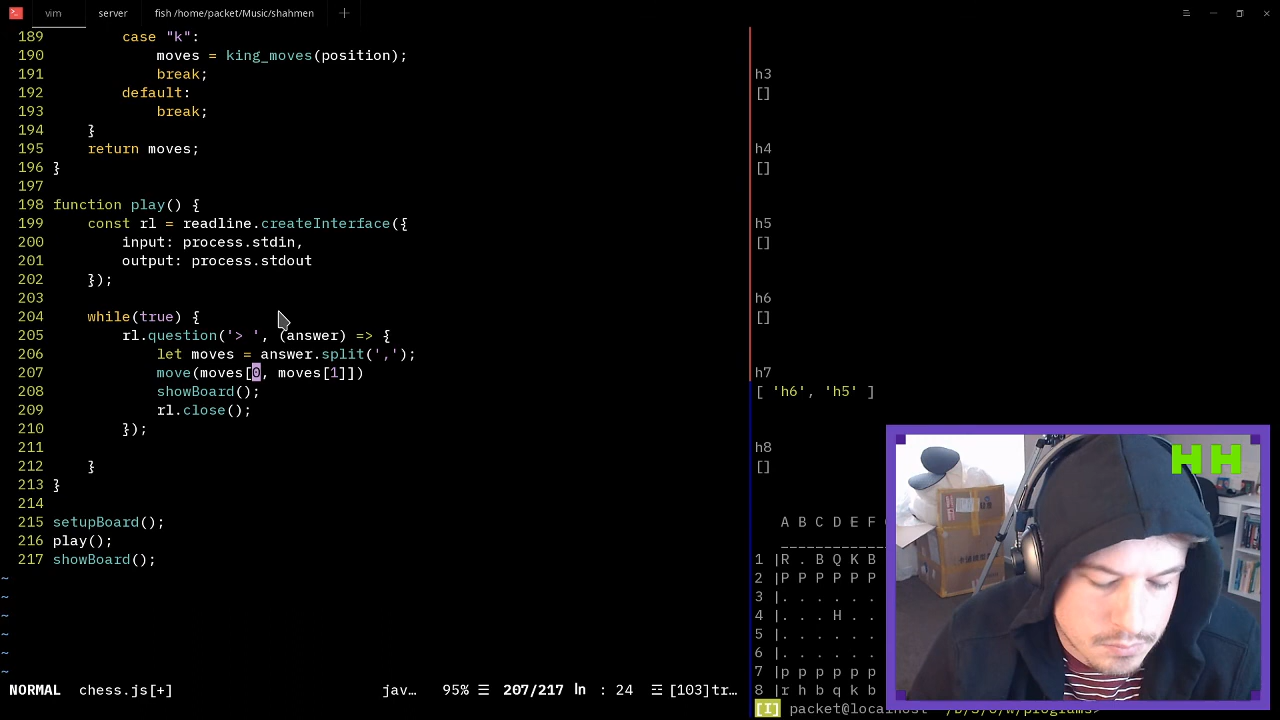 vim server fish /home/packet/Music/shahmen
189 case "k":
190 moves = king_moves(position);
191 break;
192 default:
193 break;
194 }
195 return moves;
196 }
197
198 function play() {
199 const rl = readline.createInterface({
200 input: process.stdin,
201 output: process.stdout
202 });
203
204 while(true) {
205 rl.question('> ', (answer) => {
206 let moves = answer.split(',');
207 move(moves[0, moves[1]])
208 showBoard();
209 rl.close();
210 });
211
212 }
213 }
214
215 setupBoard();
216 play();
217 showBoard();
~
~
~
~
~
~
NORMAL chess.js[+] jav… 95% ☰ 207/217 ln : 24 ☲ [103]tr…
h3
[]
h4
[]
h5
[]
h6
[]
h7
[ 'h6', 'h5' ]
h8
[]
A B C D E F
1 |R . B Q K B
2 |P P P P P P
3 |. . . . . .
4 |. . . H . .
5 |. . . . . .
6 |. . . . . .
7 |p p p p p p
8 |r h b q k b
[I] packet@localhost
HH